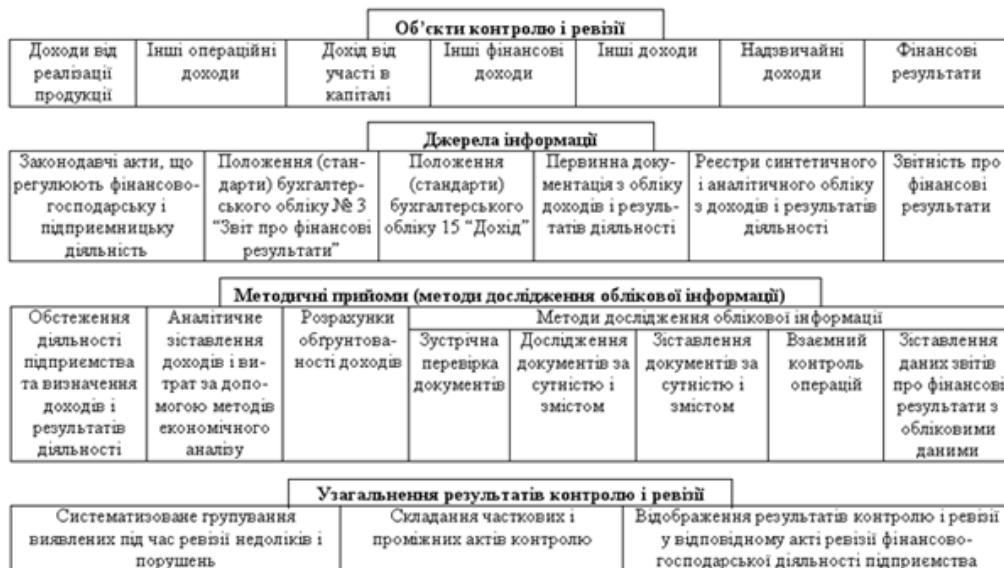 Об’єкти контролю і ревізії
Доходи від
реалізації
продукції
Інші операційні
доходи
Дохід від
участі в
капіталі
Інші фінансові
доходи
Інші доходи
Надзвичайні
доходи
Фінансові
результати
Джерела інформації
Законодавчі акти, що
регулюють фінансово-
господарську і
підприємницьку
діяльність
Положення (стан-
дарти) бухгалтер-
ського обліку № 3
“Звіт про фінансові
результати”
Положення
(стандарти)
бухгалтерського
обліку 15 “Дохід”
Первинна доку-
ментація з обліку
доходів і резуль-
татів діяльності
Реєстри синтетичного
і аналітичного обліку
з доходів і результатів
діяльності
Звітність про
фінансові
результати
Методичні прийоми (методи дослідження облікової інформації)
Обстеження
діяльності
підприємства
та визначення
доходів і
результатів
діяльності
Аналітичне
зіставлення
доходів і ви-
трат за допо-
могою методів
економічного
аналізу
Розрахунки
обґрунтова-
ності доходів
Методи дослідження облікової інформації
Зустрічна
перевірка
документів
Дослідження
документів за
сутністю і
змістом
Зіставлення
документів за
сутністю і
змістом
Взаємний
контроль
операцій
Зіставлення
даних звітів
про фінансові
результати з
обліковими
даними
Узагальнення результатів контролю і ревізії
Систематизоване групування
виявлених під час ревізії недоліків і
порушень
Складання часткових і
проміжних актів контролю
Відображення результатів контролю і ревізії
у відповідному акті ревізії фінансово-
господарської діяльності підприємства